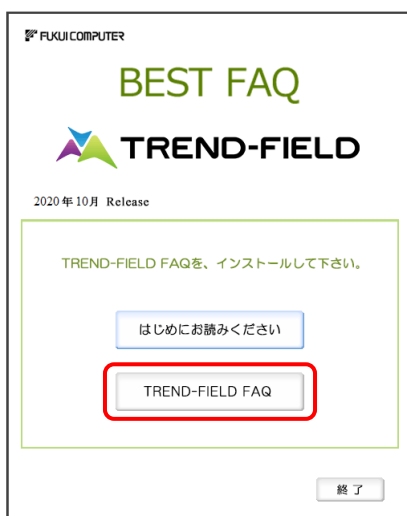 FUKUI COMPUTER
BEST FAQ
TREND-FIELD
2020年10月 Release
TREND-FIELD FAQを、インストールして下さい。
はじめにお読みください
TREND-FIELD FAQ
終了